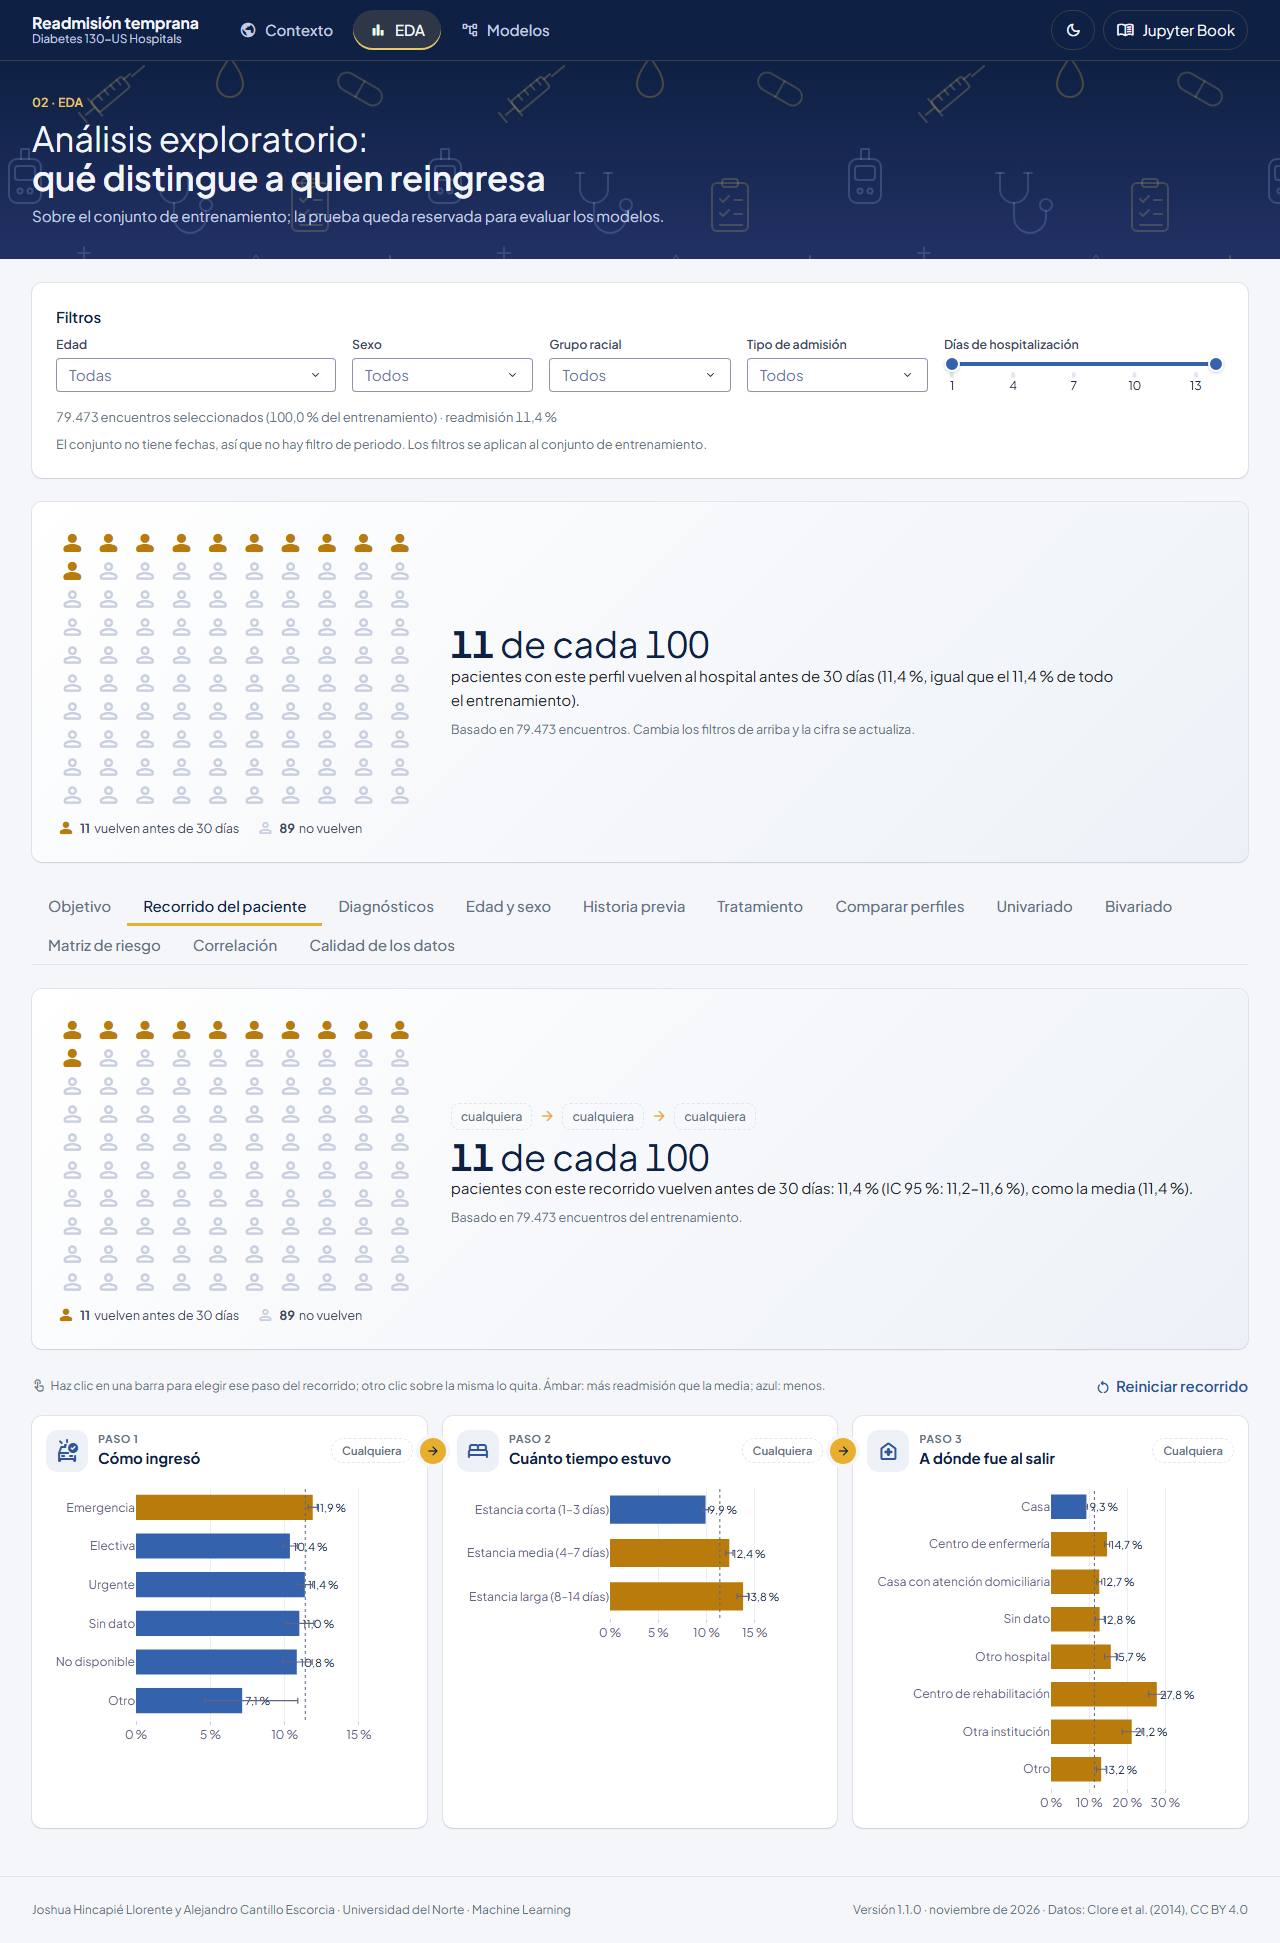 Readmisión temprana
Diabetes 130-US Hospitals
Contexto
EDA
Modelos
Jupyter Book
02 · EDA
Análisis exploratorio:
qué distingue a quien reingresa
Sobre el conjunto de entrenamiento; la prueba queda reservada para evaluar los modelos.
Filtros
Edad
Sexo
Grupo racial
Tipo de admisión
Días de hospitalización
Todas
Todos
Todos
Todos
1 4 7 10 13
79.473 encuentros seleccionados (100,0 % del entrenamiento) · readmisión 11,4 %
El conjunto no tiene fechas, así que no hay filtro de periodo. Los filtros se aplican al conjunto de entrenamiento.
11 de cada 100
pacientes con este perfil vuelven al hospital antes de 30 días (11,4 %, igual que el 11,4 % de todo
el entrenamiento).
Basado en 79.473 encuentros. Cambia los filtros de arriba y la cifra se actualiza.
11 vuelven antes de 30 días
89 no vuelven
Objetivo
Recorrido del paciente
Diagnósticos
Edad y sexo
Historia previa
Tratamiento
Comparar perfiles
Univariado
Bivariado
Matriz de riesgo
Correlación
Calidad de los datos
cualquiera → cualquiera → cualquiera
11 de cada 100
pacientes con este recorrido vuelven antes de 30 días: 11,4 % (IC 95 %: 11,2–11,6 %), como la media (11,4 %).
Basado en 79.473 encuentros del entrenamiento.
11 vuelven antes de 30 días
89 no vuelven
Haz clic en una barra para elegir ese paso del recorrido; otro clic sobre la misma lo quita. Ámbar: más readmisión que la media; azul: menos.
Reiniciar recorrido
PASO 1
Cómo ingresó
Cualquiera
Emergencia 11,9 %
Electiva 10,4 %
Urgente 11,4 %
Sin dato 11,0 %
No disponible 10,8 %
Otro 7,1 %
0 % 5 % 10 % 15 %
PASO 2
Cuánto tiempo estuvo
Cualquiera
Estancia corta (1–3 días) 9,9 %
Estancia media (4–7 días) 12,4 %
Estancia larga (8–14 días) 13,8 %
0 % 5 % 10 % 15 %
PASO 3
A dónde fue al salir
Cualquiera
Casa 9,3 %
Centro de enfermería 14,7 %
Casa con atención domiciliaria 12,7 %
Sin dato 12,8 %
Otro hospital 15,7 %
Centro de rehabilitación 27,8 %
Otra institución 21,2 %
Otro 13,2 %
0 % 10 % 20 % 30 %
Joshua Hincapié Llorente y Alejandro Cantillo Escorcia · Universidad del Norte · Machine Learning
Versión 1.1.0 · noviembre de 2026 · Datos: Clore et al. (2014), CC BY 4.0